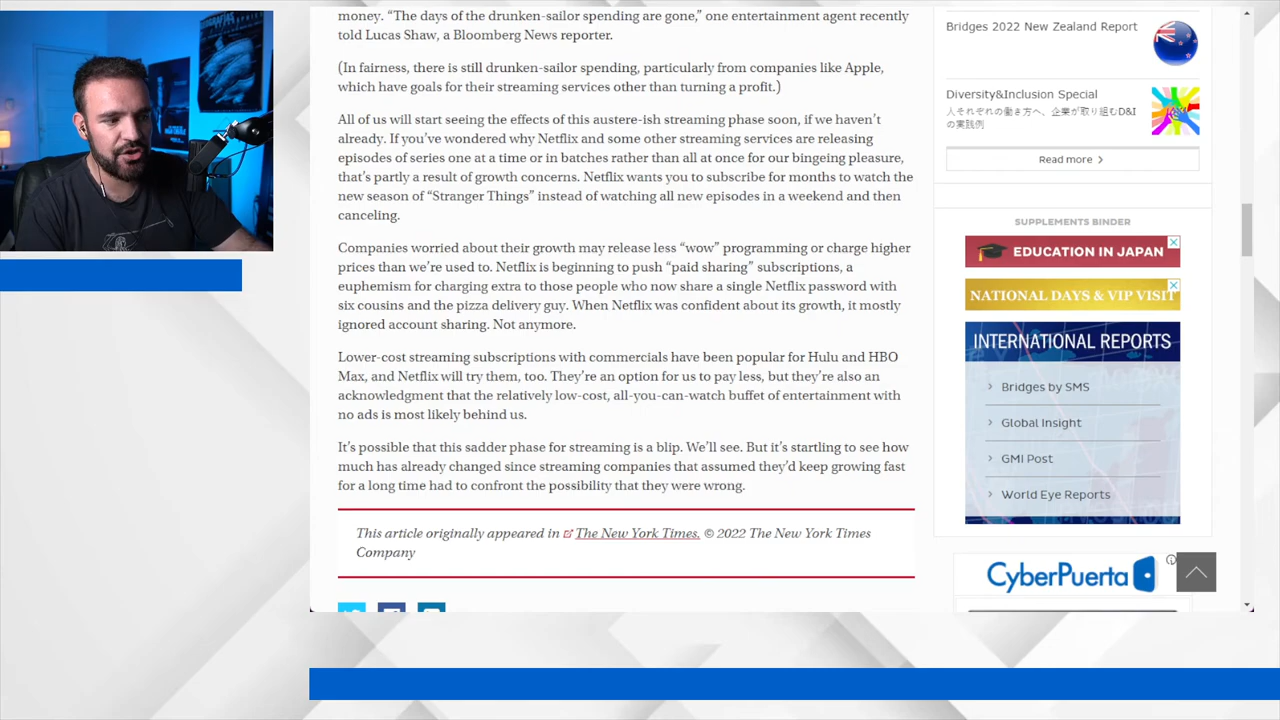 money. “The days of the drunken-sailor spending are gone,” one entertainment agent recently
told Lucas Shaw, a Bloomberg News reporter.
(In fairness, there is still drunken-sailor spending, particularly from companies like Apple,
which have goals for their streaming services other than turning a profit.)
All of us will start seeing the effects of this austere-ish streaming phase soon, if we haven’t
already. If you’ve wondered why Netflix and some other streaming services are releasing
episodes of series one at a time or in batches rather than all at once for our bingeing pleasure,
that’s partly a result of growth concerns. Netflix wants you to subscribe for months to watch the
new season of “Stranger Things” instead of watching all new episodes in a weekend and then
canceling.
Companies worried about their growth may release less “wow” programming or charge higher
prices than we’re used to. Netflix is beginning to push “paid sharing” subscriptions, a
euphemism for charging extra to those people who now share a single Netflix password with
six cousins and the pizza delivery guy. When Netflix was confident about its growth, it mostly
ignored account sharing. Not anymore.
Lower-cost streaming subscriptions with commercials have been popular for Hulu and HBO
Max, and Netflix will try them, too. They’re an option for us to pay less, but they’re also an
acknowledgment that the relatively low-cost, all-you-can-watch buffet of entertainment with
no ads is most likely behind us.
It’s possible that this sadder phase for streaming is a blip. We’ll see. But it’s startling to see how
much has already changed since streaming companies that assumed they’d keep growing fast
for a long time had to confront the possibility that they were wrong.
This article originally appeared in The New York Times. © 2022 The New York Times
Company
Bridges 2022 New Zealand Report
Diversity&Inclusion Special
人それぞれの働き方へ、企業が取り組むD&I
の実践例
Read more
SUPPLEMENTS BINDER
EDUCATION IN JAPAN
NATIONAL DAYS & VIP VISIT
INTERNATIONAL REPORTS
Bridges by SMS
Global Insight
GMI Post
World Eye Reports
CyberPuerta